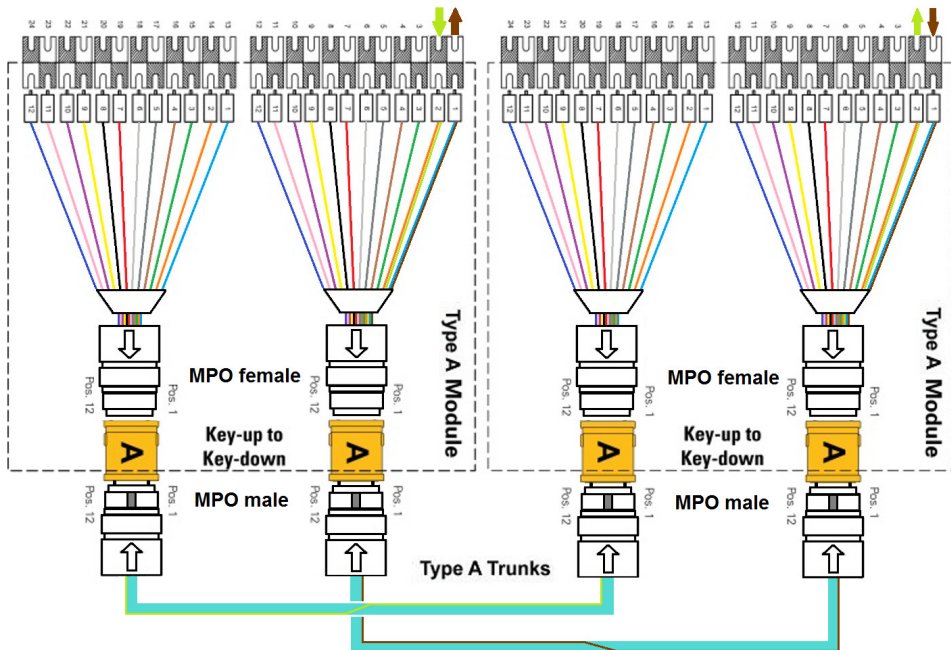 24 23 22 21 20 19 18 17 16 15 14 13
12 11 10 9 8 7 6 5 4 3 2 1
24 23 22 21 20 19 18 17 16 15 14 13
12 11 10 9 8 7 6 5 4 3 2 1
12 11 10 9 8 7 6 5 4 3 2 1
12 11 10 9 8 7 6 5 4 3 2 1
12 11 10 9 8 7 6 5 4 3 2 1
12 11 10 9 8 7 6 5 4 3 2 1
Type A Module
Type A Module
MPO female
MPO female
Pos. 12
Pos. 1
Pos. 12
Pos. 1
Pos. 12
Pos. 1
Pos. 12
Pos. 1
A
Key-up to
Key-down
A
A
Key-up to
Key-down
A
MPO male
MPO male
Pos. 12
Pos. 1
Pos. 12
Pos. 1
Pos. 12
Pos. 1
Pos. 12
Pos. 1
Type A Trunks